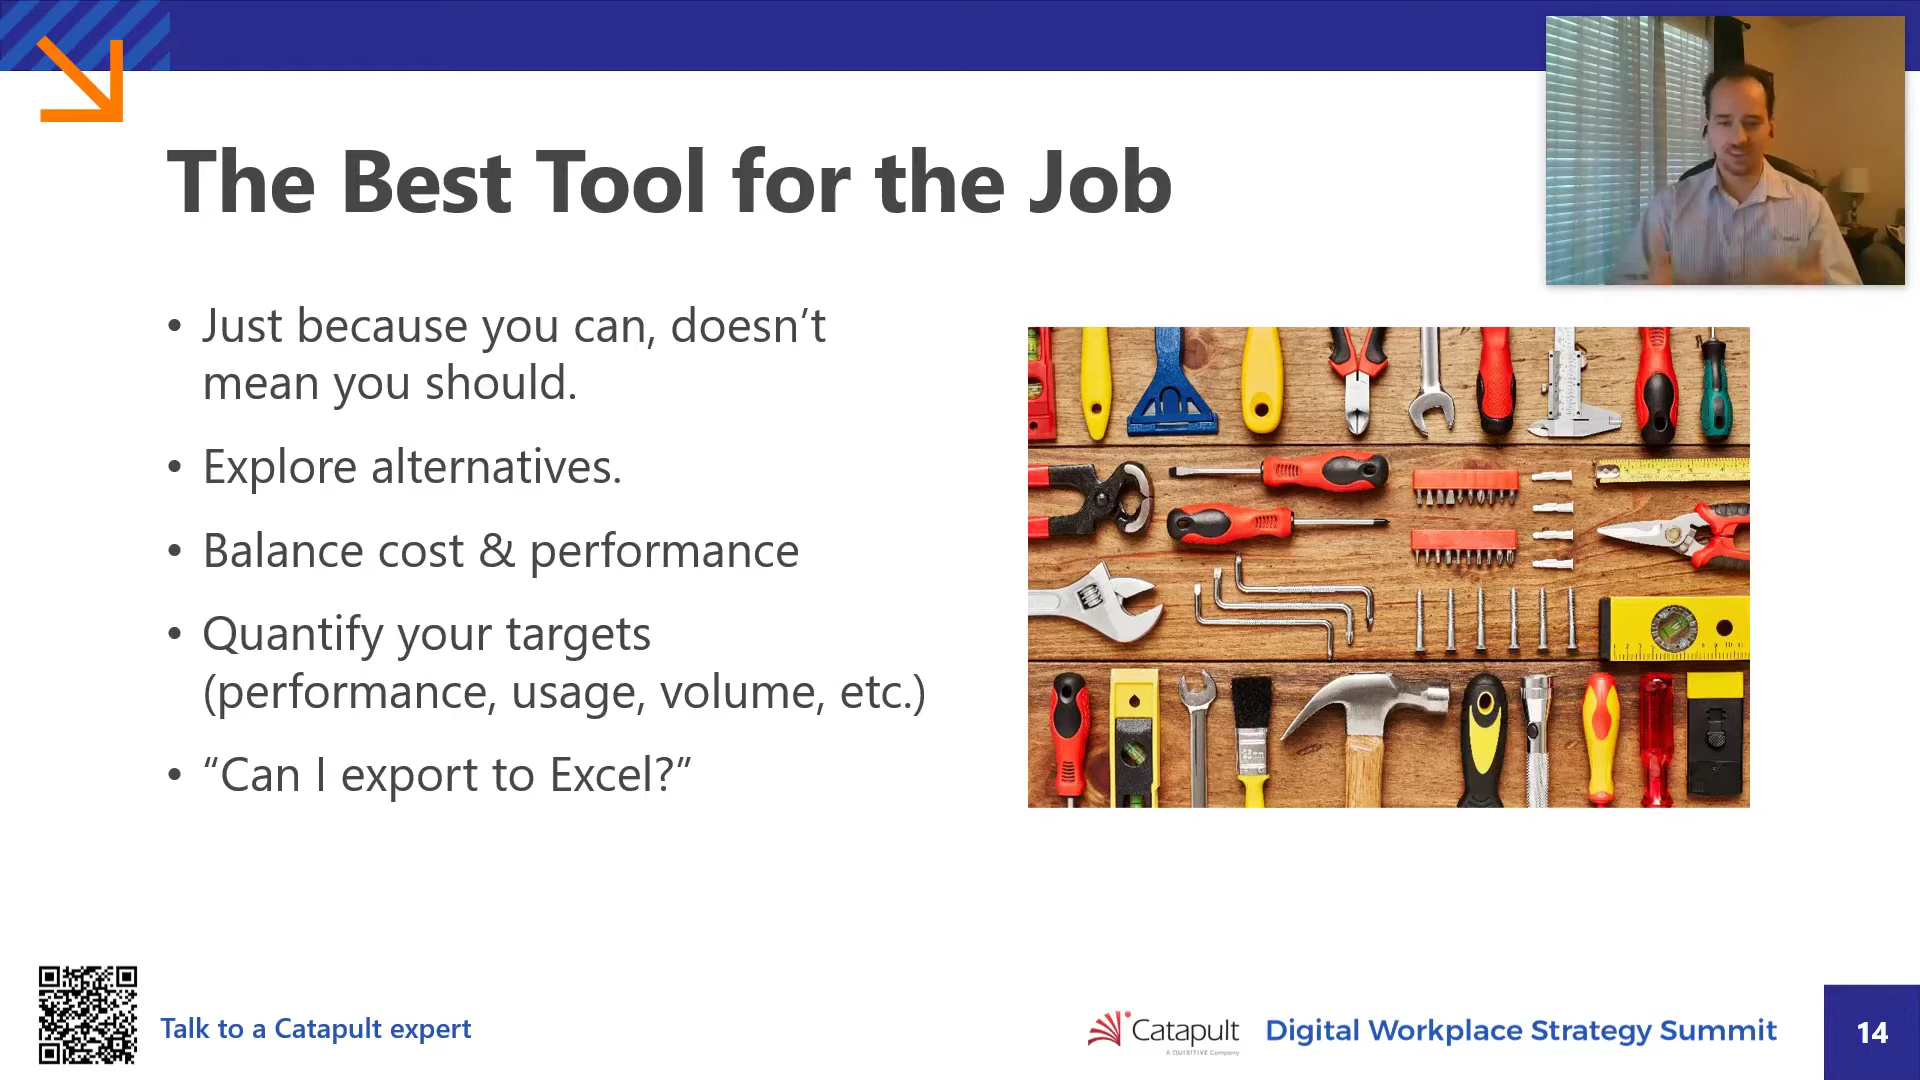 The Best Tool for the Job
• Just because you can, doesn’t
mean you should.
• Explore alternatives.
• Balance cost & performance
• Quantify your targets
(performance, usage, volume, etc.)
• “Can I export to Excel?”
Talk to a Catapult expert
Catapult
A QUISITIVE Company
Digital Workplace Strategy Summit
14